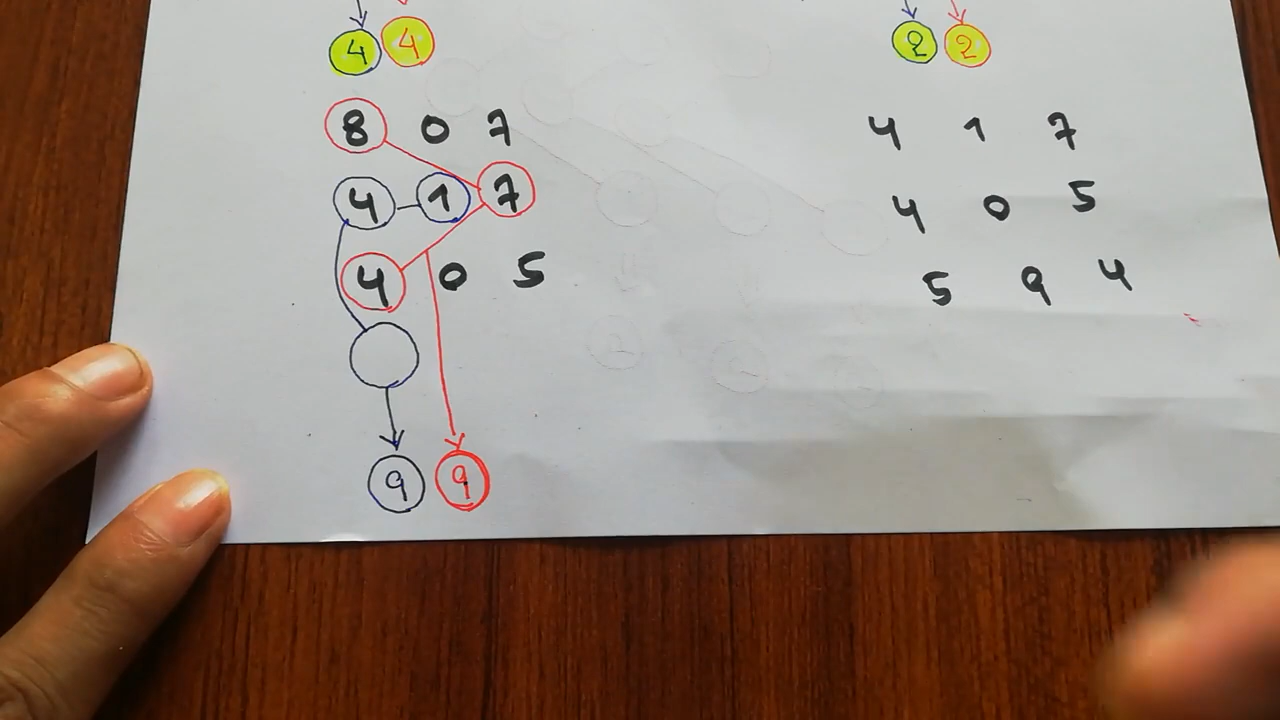 4 4
2 2
8 0 7
4 1 7
4 0 5
9 9
4 1 7
4 0 5
5 9 4